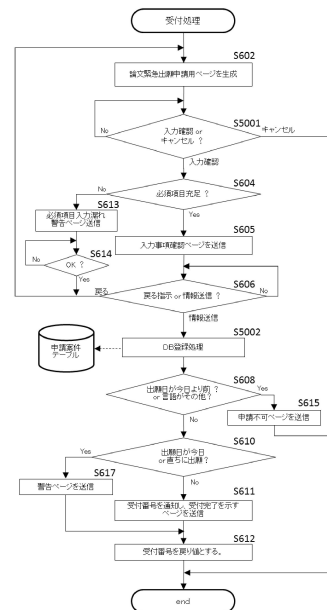 受付処理
S602
論文緊急出願申請用ページを生成
S5001
入力確認 or
キャンセル ?
キャンセル
No
入力確認
S604
必須項目充足 ?
No
Yes
S613
必須項目入力漏れ
警告ページ送信
S605
入力事項確認ページを送信
S614
No
OK ?
Yes
S606
戻る
戻る指示 or 情報送信 ?
No
情報送信
S5002
申請案件
テーブル
DB登録処理
S608
出願日が今日より前 ?
or 言語がその他?
Yes
No
S615
申請不可ページを送信
S610
出願日が今日
or 直ちに出願?
Yes
No
S617
警告ページを送信
S611
受付番号を通知し、受付完了を示す
ページを送信
S612
受付番号を戻り値とする。
end